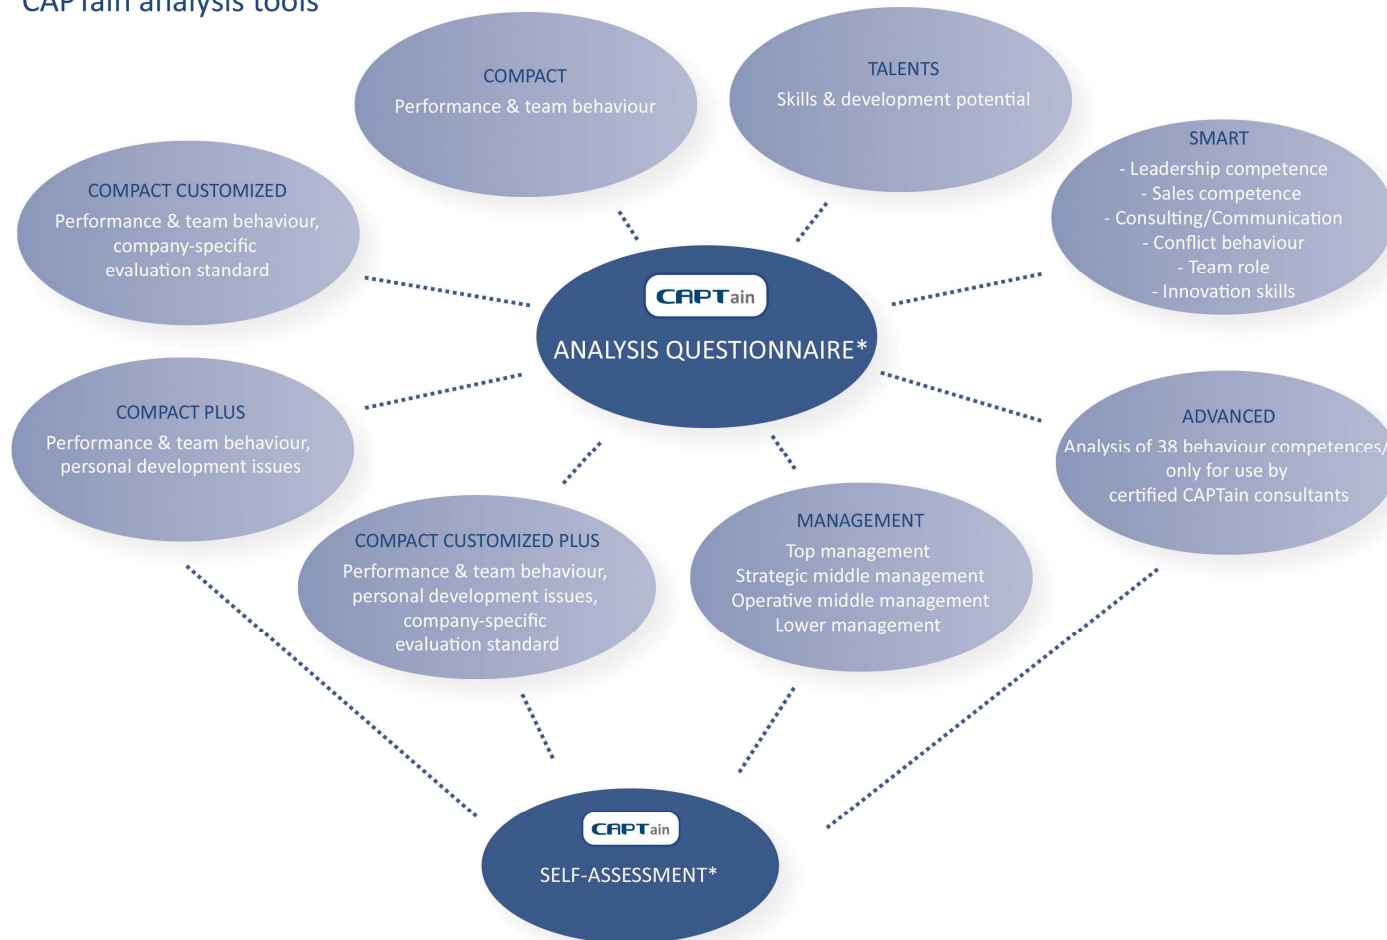 CAPTain analysis tools
COMPACT
Performance & team behaviour
TALENTS
Skills & development potential
SMART
- Leadership competence
- Sales competence
- Consulting/Communication
- Conflict behaviour
- Team role
- Innovation skills
COMPACT CUSTOMIZED
Performance & team behaviour,
company-specific
evaluation standard
CAPTain
ANALYSIS QUESTIONNAIRE*
COMPACT PLUS
Performance & team behaviour,
personal development issues
ADVANCED
Analysis of 38 behaviour competences/
only for use by
certified CAPTain consultants
COMPACT CUSTOMIZED PLUS
Performance & team behaviour,
personal development issues,
company-specific
evaluation standard
MANAGEMENT
Top management
Strategic middle management
Operative middle management
Lower management
CAPTain
SELF-ASSESSMENT*